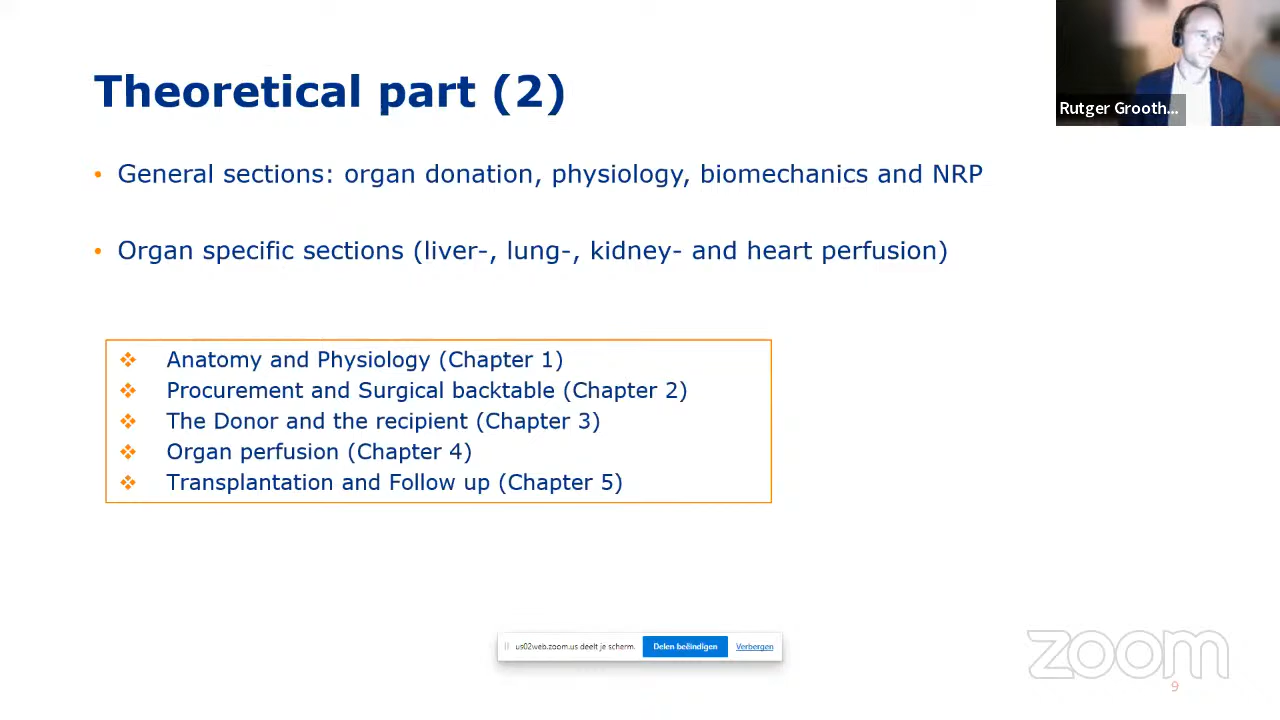 Theoretical part (2)
Rutger Grooth...
• General sections: organ donation, physiology, biomechanics and NRP
• Organ specific sections (liver-, lung-, kidney- and heart perfusion)
❖ Anatomy and Physiology (Chapter 1)
❖ Procurement and Surgical backtable (Chapter 2)
❖ The Donor and the recipient (Chapter 3)
❖ Organ perfusion (Chapter 4)
❖ Transplantation and Follow up (Chapter 5)
us02web.zoom.us deelt je scherm. Delen beëindigen Verbergen
zoom
9